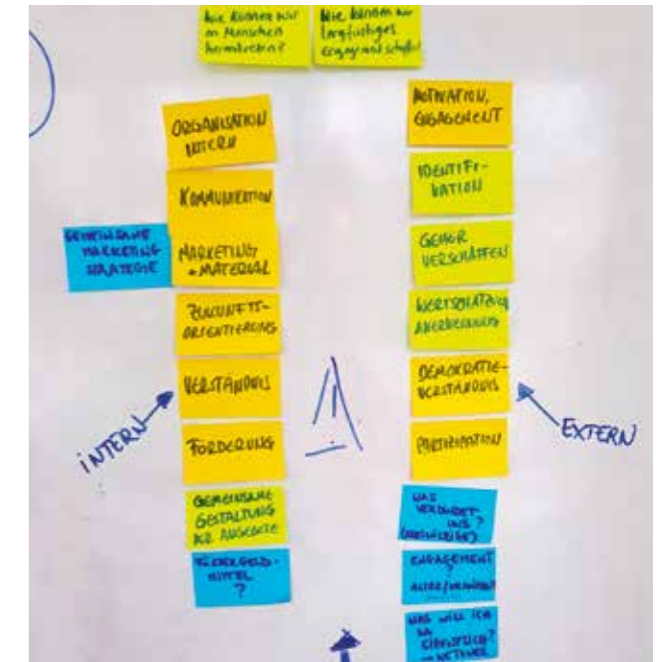 Wie können wir
an Menschen
herantreten?
Wie können wir
langfristiges
Engagement schaffen?
ORGANISATION
INTERN
KOMMUNIKATION
GEMEINSAME
MARKETING
STRATEGIE
MARKETING
+ MATERIAL
ZUKUNFTS-
ORIENTIERUNG
VERSTÄNDNIS
INTERN
FÖRDERUNG
GEMEINSAME
GESTALTUNG
DER ANGEBOTE
FÖRDERGELD-
MITTEL
?
MOTIVATION,
ENGAGEMENT
IDENTIFI-
KATION
GEHÖR
VERSCHAFFEN
WERTSCHÄTZUNG
ANERKENNUNG
DEMOKRATIE-
VERSTÄNDNIS
EXTERN
PARTIZIPATION
WAS
VERBINDET
UNS?
ENGAGEMENT
?
WAS WILL ICH
DA
EIGENTLICH?